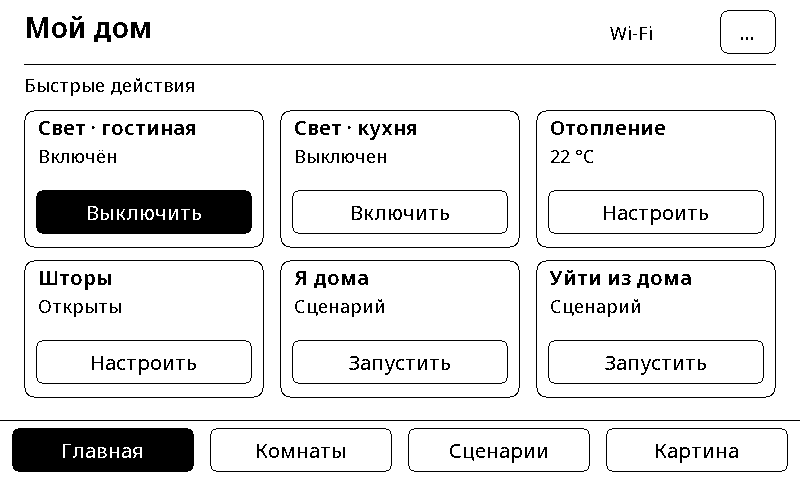 Мой дом
Wi-Fi
...
Быстрые действия
Свет · гостиная
Включён
Выключить
Свет · кухня
Выключен
Включить
Отопление
22 °C
Настроить
Шторы
Открыты
Настроить
Я дома
Сценарий
Запустить
Уйти из дома
Сценарий
Запустить
Главная
Комнаты
Сценарии
Картина